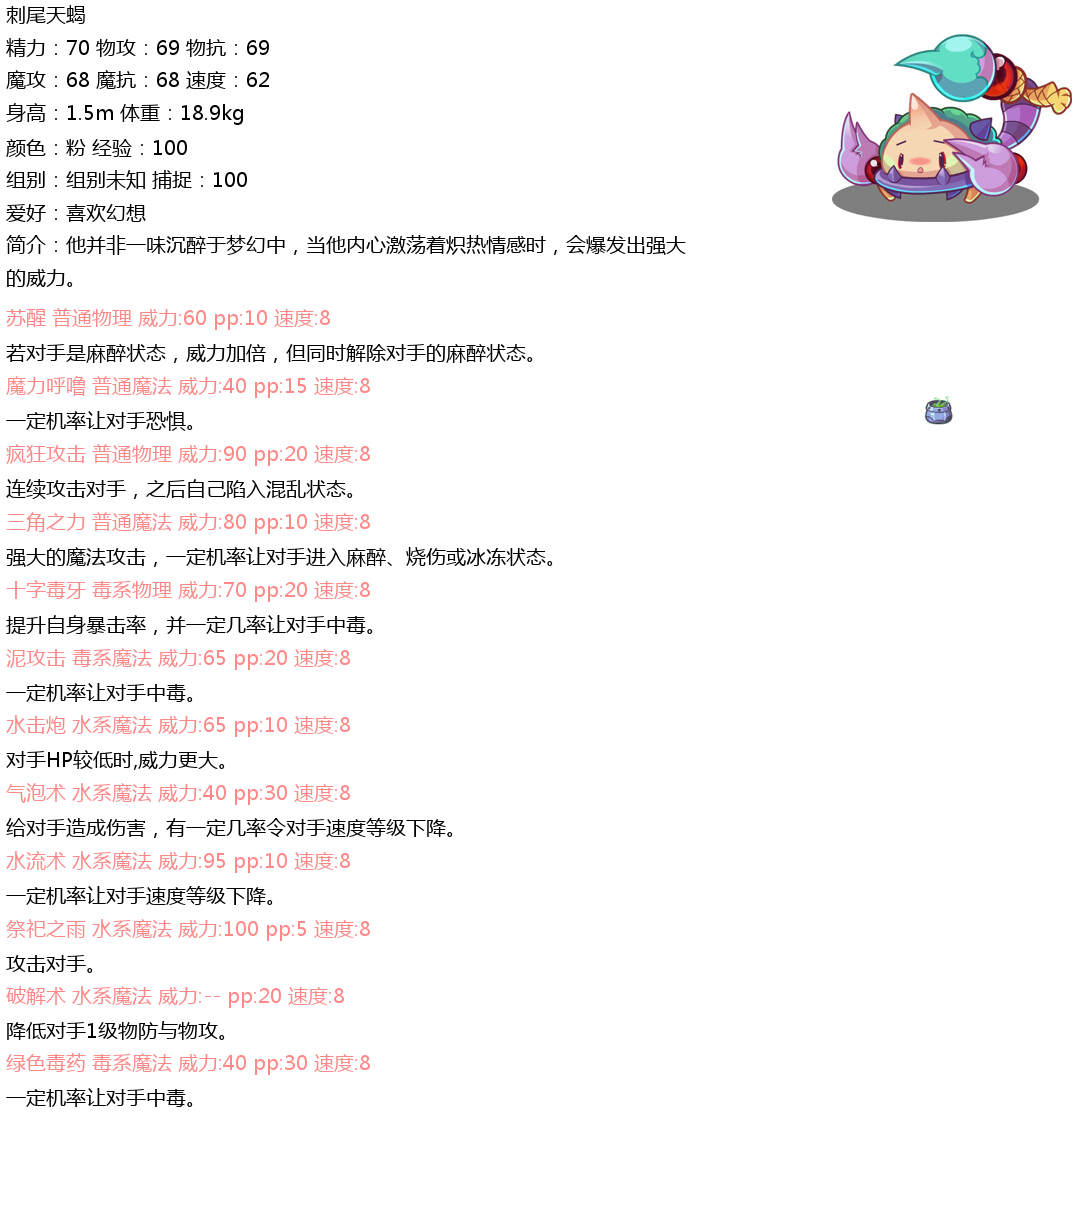 刺尾天蝎
精力：70 物攻：69 物抗：69
魔攻：68 魔抗：68 速度：62
身高：1.5m 体重：18.9kg
颜色：粉 经验：100
组别：组别未知 捕捉：100
爱好：喜欢幻想
简介：他并非一味沉醉于梦幻中，当他内心激荡着炽热情感时，会爆发出强大
的威力。
苏醒 普通物理 威力:60 pp:10 速度:8
若对手是麻醉状态，威力加倍，但同时解除对手的麻醉状态。
魔力呼噜 普通魔法 威力:40 pp:15 速度:8
一定机率让对手恐惧。
疯狂攻击 普通物理 威力:90 pp:20 速度:8
连续攻击对手，之后自己陷入混乱状态。
三角之力 普通魔法 威力:80 pp:10 速度:8
强大的魔法攻击，一定机率让对手进入麻醉、烧伤或冰冻状态。
十字毒牙 毒系物理 威力:70 pp:20 速度:8
提升自身暴击率，并一定几率让对手中毒。
泥攻击 毒系魔法 威力:65 pp:20 速度:8
一定机率让对手中毒。
水击炮 水系魔法 威力:65 pp:10 速度:8
对手HP较低时,威力更大。
气泡术 水系魔法 威力:40 pp:30 速度:8
给对手造成伤害，有一定几率令对手速度等级下降。
水流术 水系魔法 威力:95 pp:10 速度:8
一定机率让对手速度等级下降。
祭祀之雨 水系魔法 威力:100 pp:5 速度:8
攻击对手。
破解术 水系魔法 威力:-- pp:20 速度:8
降低对手1级物防与物攻。
绿色毒药 毒系魔法 威力:40 pp:30 速度:8
一定机率让对手中毒。